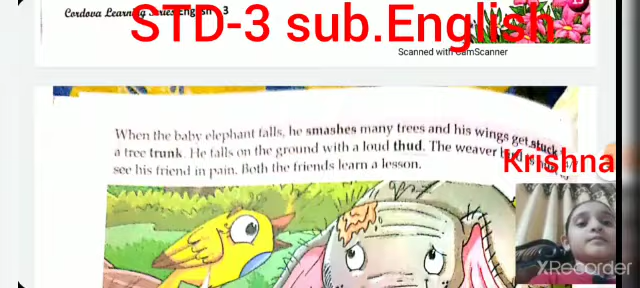 Cordova Learning Series English 3
STD-3 sub.English
Scanned with CamScanner
When the baby elephant falls, he smashes many trees and his wings get stuck
a tree trunk. He falls on the ground with a loud thud. The weaver
see his friend in pain. Both the friends learn a lesson.
Krishna
XRecorder